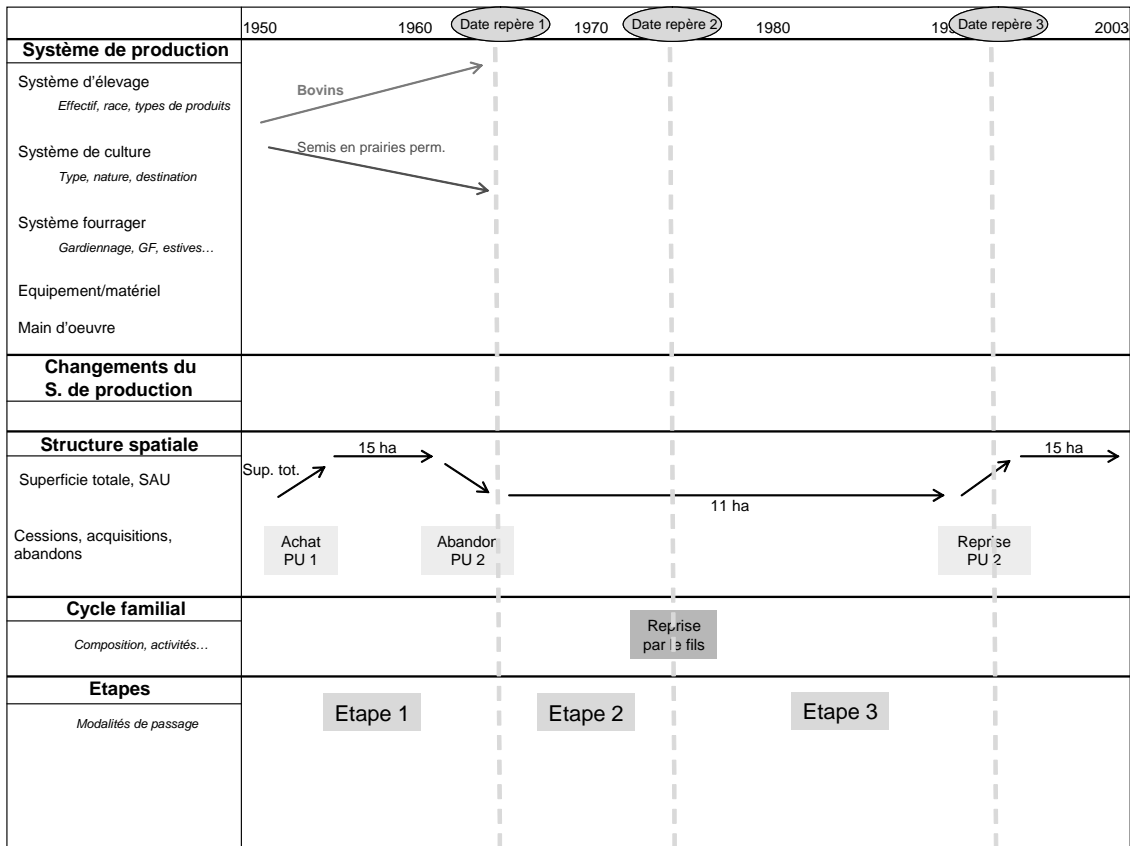 1950
1960
Date repère 1
1970
Date repère 2
1980
199
Date repère 3
2003
Système de production
Système d'élevage
Effectif, race, types de produits
Bovins
Système de culture
Type, nature, destination
Semis en prairies perm.
Système fourrager
Gardiennage, GF, estives…
Equipement/matériel
Main d'oeuvre
Changements du
S. de production
Structure spatiale
Superficie totale, SAU
Sup. tot.
15 ha
11 ha
15 ha
Cessions, acquisitions,
abandons
Achat
PU 1
Abandon
PU 2
Reprise
PU 2
Cycle familial
Composition, activités…
Reprise
par le fils
Etapes
Modalités de passage
Etape 1
Etape 2
Etape 3